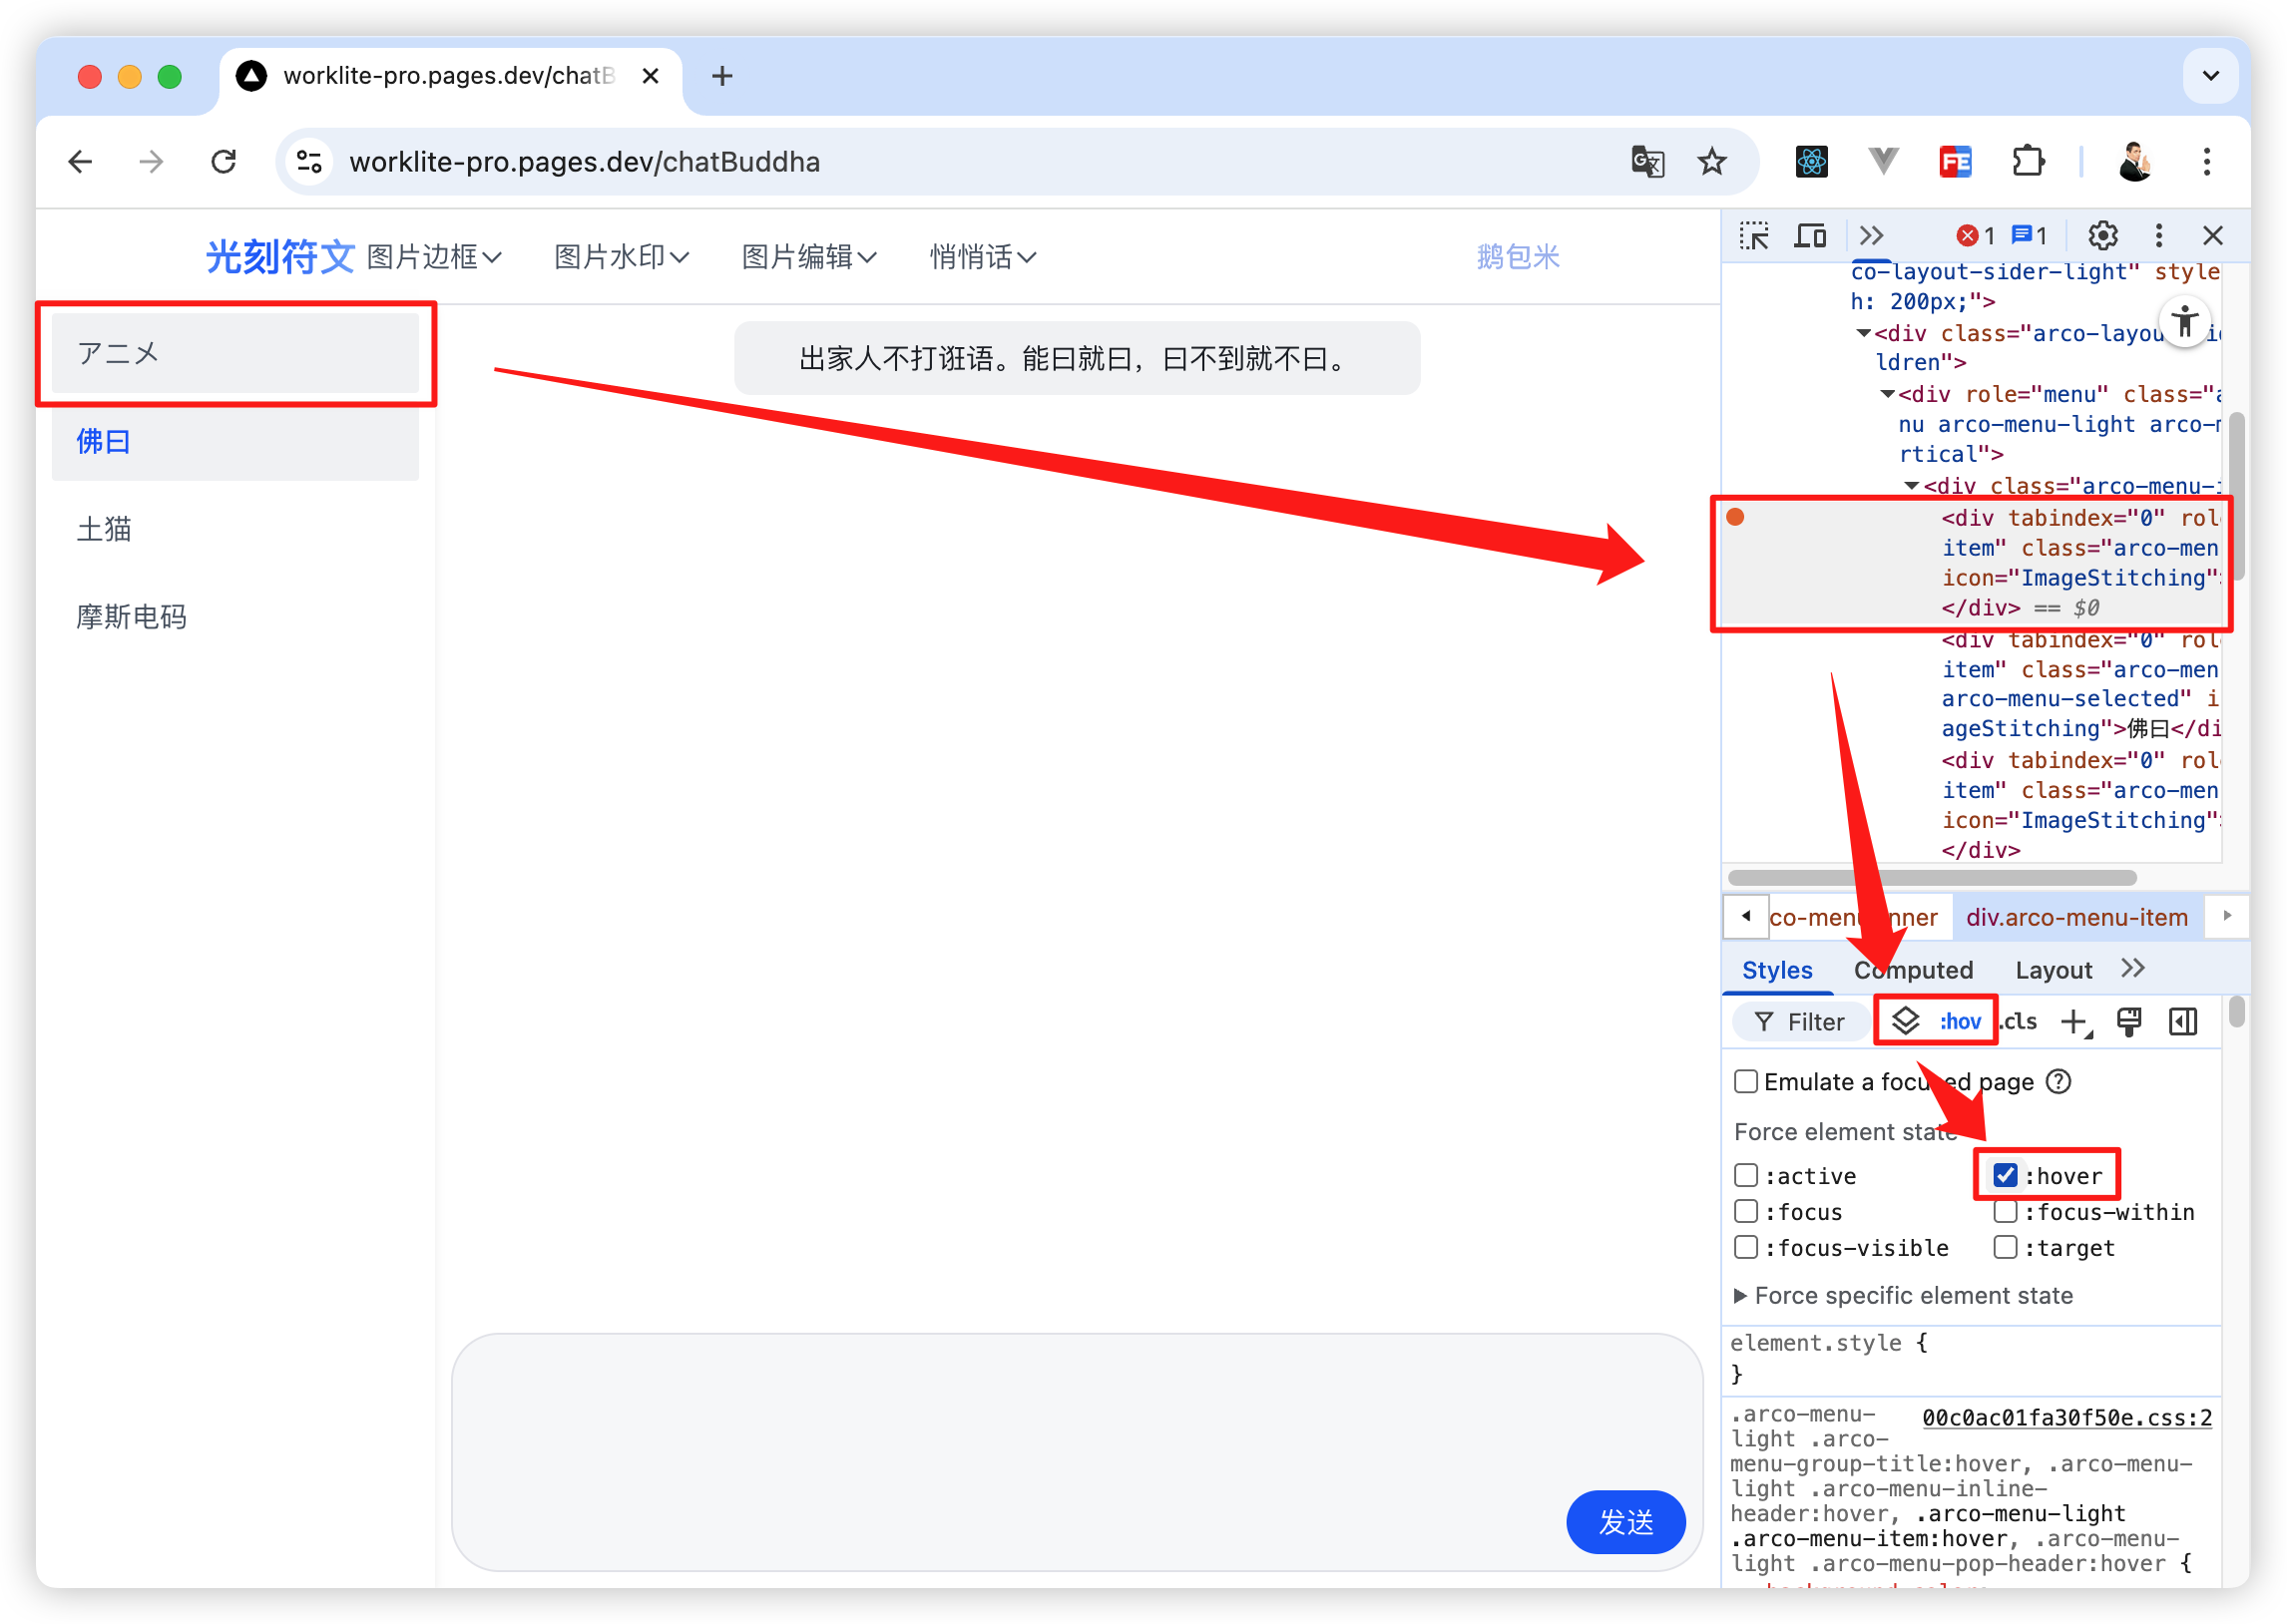 worklite-pro.pages.dev/chatB
worklite-pro.pages.dev/chatBuddha
光刻符文 图片边框 图片水印 图片编辑 悄悄话 鹅包米
アニメ
佛曰
土猫
摩斯电码
出家人不打诳语。能曰就曰，曰不到就不曰。
发送
1 1
co-layout-sider-light" style
h: 200px;">
<div class="arco-layou
ldren">
<div role="menu" class="a
nu arco-menu-light arco-m
rtical">
<div class="arco-menu-i
<div tabindex="0" rol
item" class="arco-men
icon="ImageStitching"
</div> == $0
<div tabindex="0" rol
item" class="arco-men
arco-menu-selected" i
ageStitching">佛曰</di
<div tabindex="0" rol
item" class="arco-men
icon="ImageStitching"
</div>
co-menu-inner div.arco-menu-item
Styles Computed Layout
Filter :hov .cls
Emulate a focused page
Force element state
:active :hover
:focus :focus-within
:focus-visible :target
Force specific element state
element.style {
}
.arco-menu- 00c0ac01fa30f50e.css:2
light .arco-
menu-group-title:hover, .arco-menu-
light .arco-menu-inline-
header:hover, .arco-menu-light
.arco-menu-item:hover, .arco-menu-
light .arco-menu-pop-header:hover {